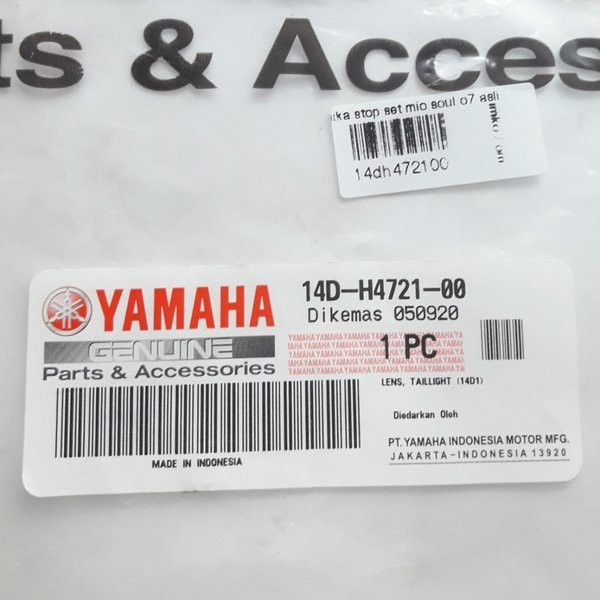 ts & Acces
ika stop set mio soul o7 asli
14dh472100
YAMAHA
GENUINE
Parts & Accessories
MADE IN INDONESIA
14D-H4721-00
Dikemas 050920
1 PC
LENS, TAILLIGHT (14D1)
Diedarkan Oleh
PT. YAMAHA INDONESIA MOTOR MFG.
JAKARTA-INDONESIA 13920